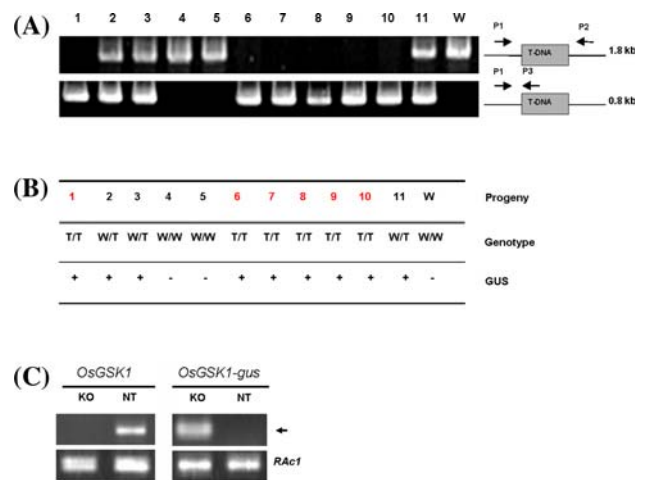 (A)
1 2 3 4 5 6 7 8 9 10 11 W
P1 P2
T-DNA 1.8 kb
P1 P3
T-DNA 0.8 kb
(B)
1 2 3 4 5 6 7 8 9 10 11 W Progeny
T/T W/T W/T W/W W/W T/T T/T T/T T/T T/T W/T W/W Genotype
+ + + - - + + + + + + - GUS
(C)
OsGSK1 OsGSK1-gus
KO NT KO NT
RAc1